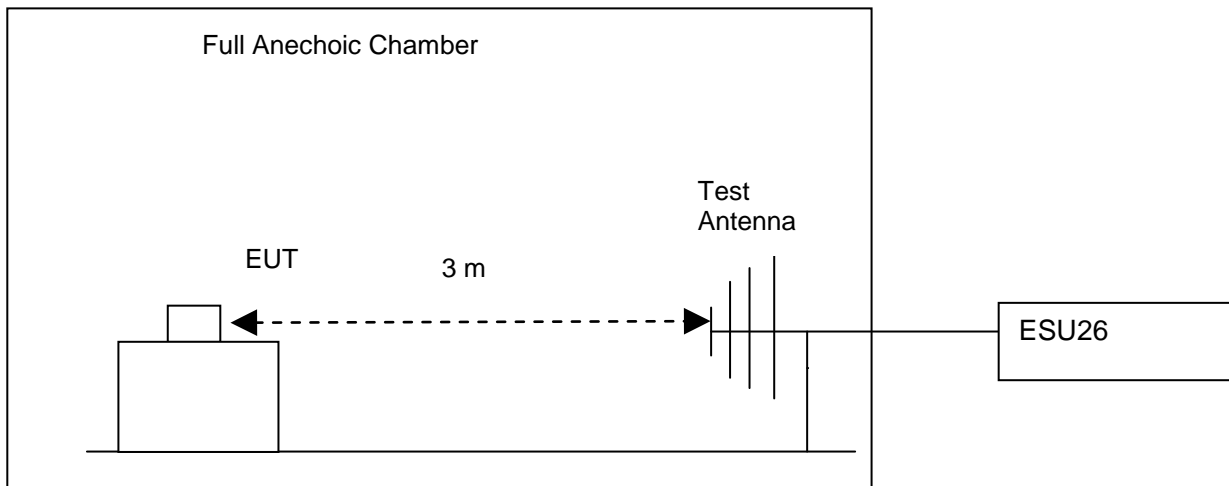 Full Anechoic Chamber
Test
Antenna
EUT
3 m
ESU26